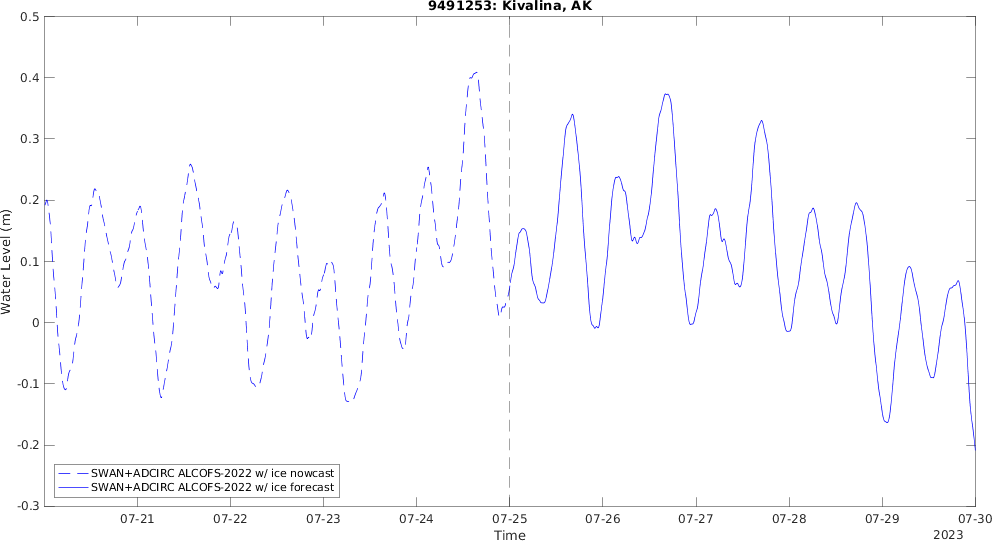 9491253: Kivalina, AK
0.5
0.4
0.3
0.2
0.1
0
-0.1
-0.2
-0.3
Water Level (m)
SWAN+ADCIRC ALCOFS-2022 w/ ice nowcast
SWAN+ADCIRC ALCOFS-2022 w/ ice forecast
07-21 07-22 07-23 07-24 07-25 07-26 07-27 07-28 07-29 07-30
Time
2023